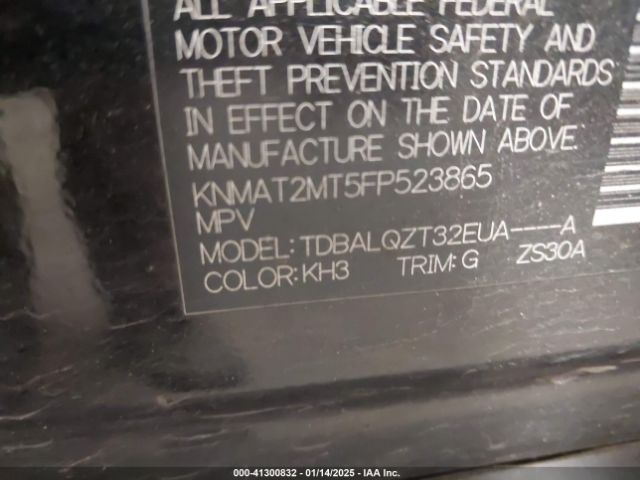 ALL APPLICABLE FEDERAL
MOTOR VEHICLE SAFETY AND
THEFT PREVENTION STANDARDS
IN EFFECT ON THE DATE OF
MANUFACTURE SHOWN ABOVE.
KNMAT2MT5FP523865
MPV
MODEL: TDBALQZT32EUA----A
COLOR: KH3 TRIM: G ZS30A
000-41300832 - 01/14/2025 - IAA Inc.